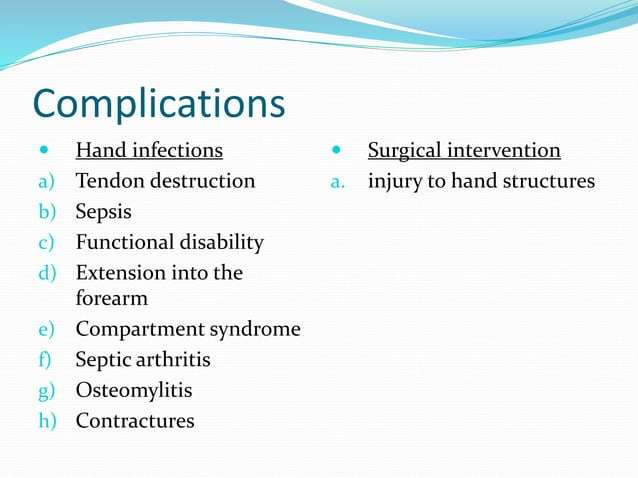 Complications
• Hand infections
a) Tendon destruction
b) Sepsis
c) Functional disability
d) Extension into the
forearm
e) Compartment syndrome
f) Septic arthritis
g) Osteomylitis
h) Contractures
• Surgical intervention
a. injury to hand structures